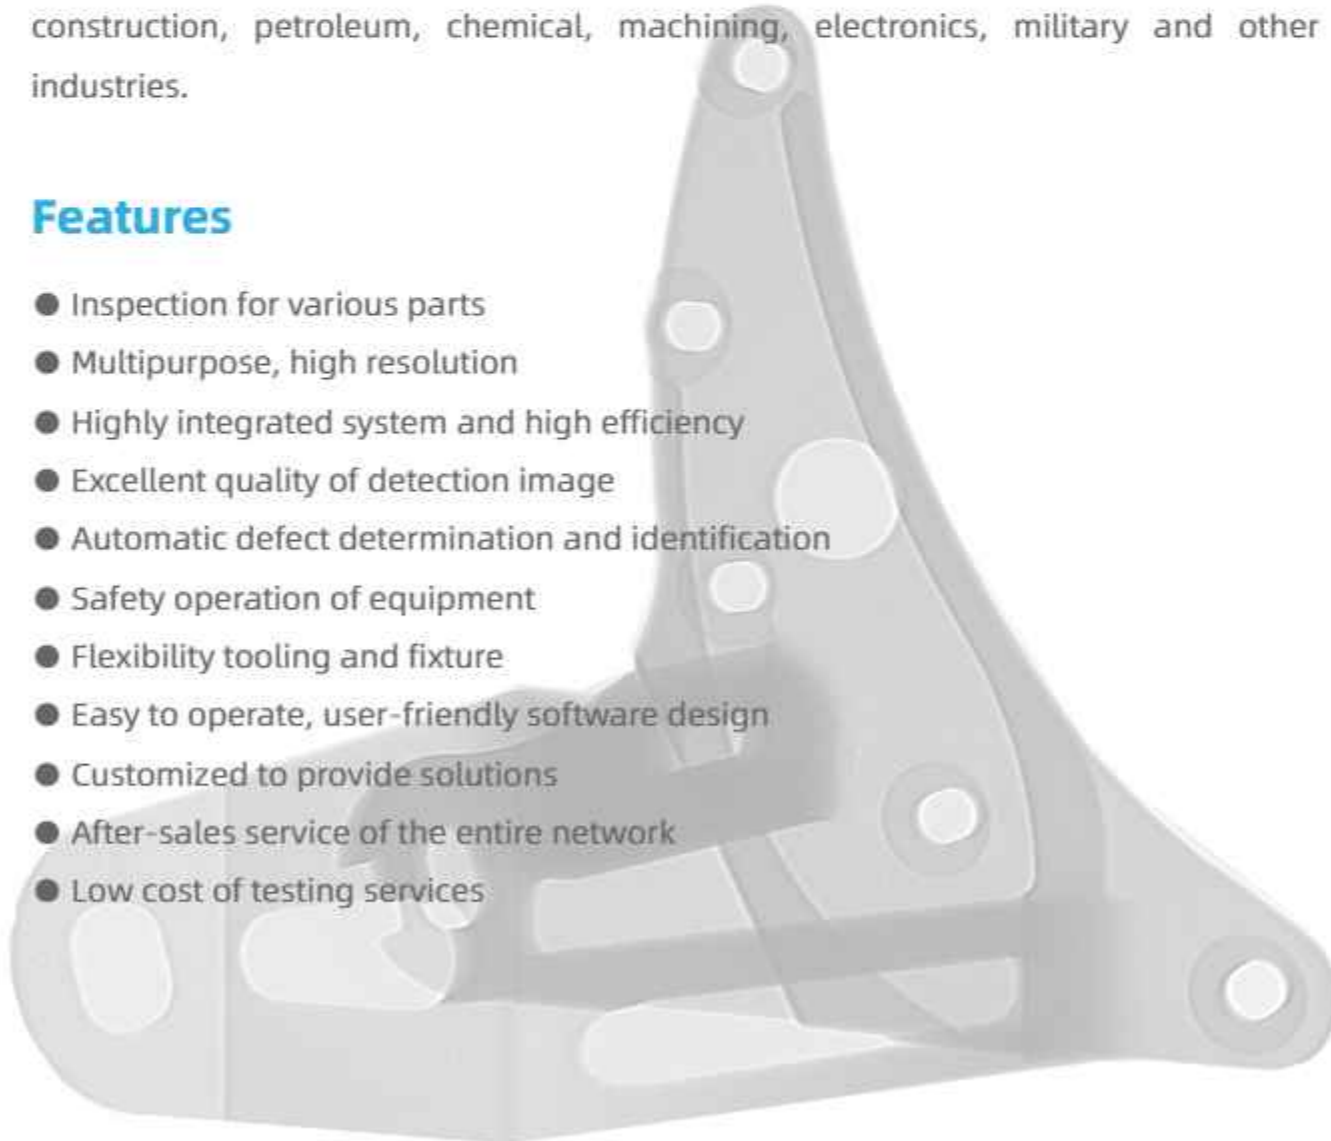 construction, petroleum, chemical, machining, electronics, military and other
industries.
Features
● Inspection for various parts
● Multipurpose, high resolution
● Highly integrated system and high efficiency
● Excellent quality of detection image
● Automatic defect determination and identification
● Safety operation of equipment
● Flexibility tooling and fixture
● Easy to operate, user-friendly software design
● Customized to provide solutions
● After-sales service of the entire network
● Low cost of testing services